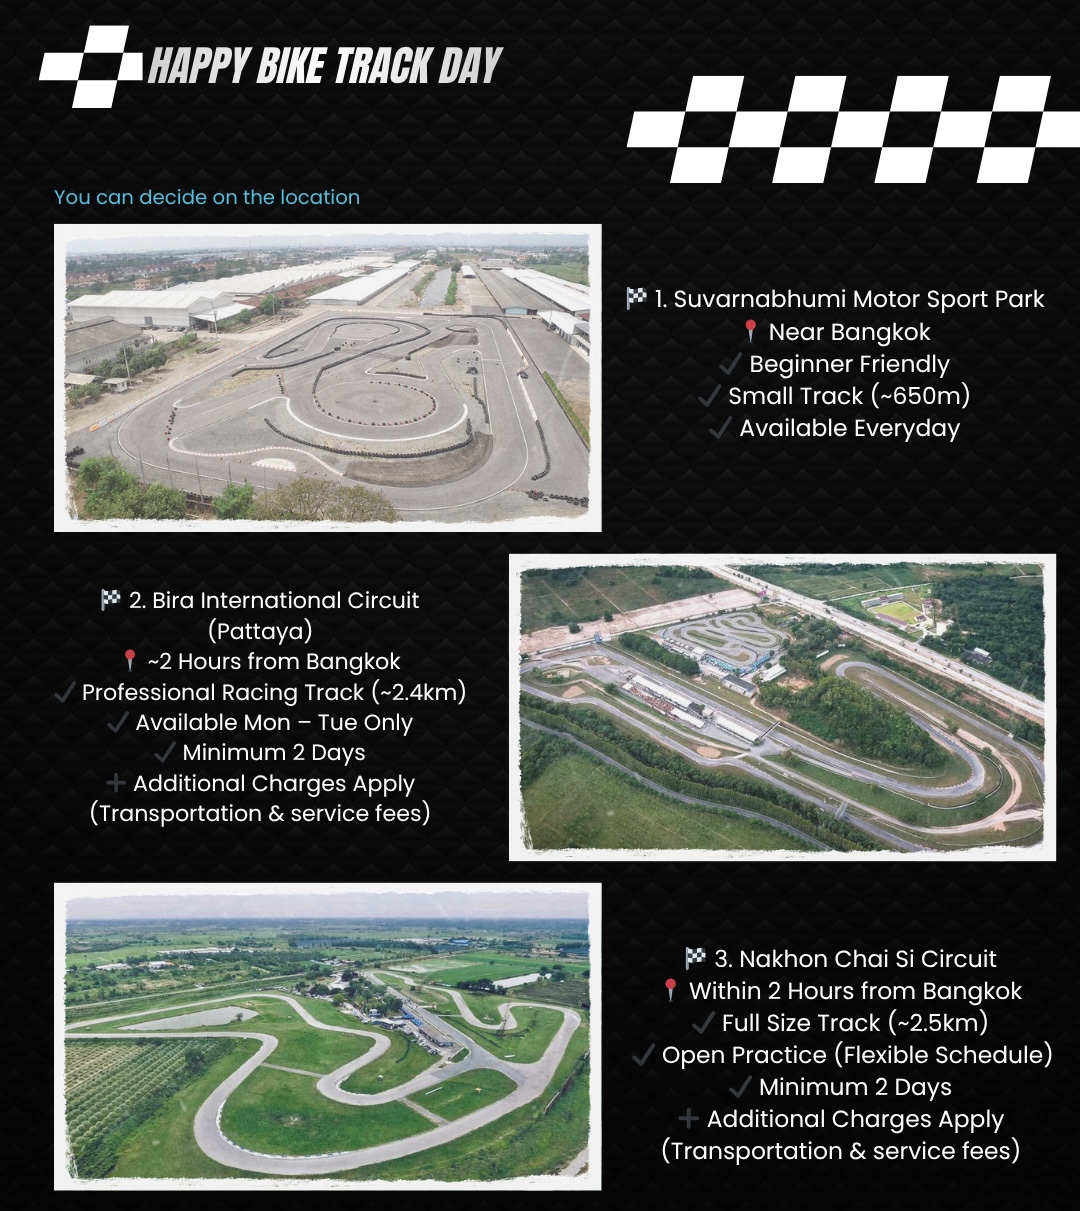 HAPPY BIKE TRACK DAY
You can decide on the location
🏁 1. Suvarnabhumi Motor Sport Park
📍 Near Bangkok
✔ Beginner Friendly
✔ Small Track (~650m)
✔ Available Everyday
🏁 2. Bira International Circuit
(Pattaya)
📍 ~2 Hours from Bangkok
✔ Professional Racing Track (~2.4km)
✔ Available Mon – Tue Only
✔ Minimum 2 Days
➕ Additional Charges Apply
(Transportation & service fees)
🏁 3. Nakhon Chai Si Circuit
📍 Within 2 Hours from Bangkok
✔ Full Size Track (~2.5km)
✔ Open Practice (Flexible Schedule)
✔ Minimum 2 Days
➕ Additional Charges Apply
(Transportation & service fees)